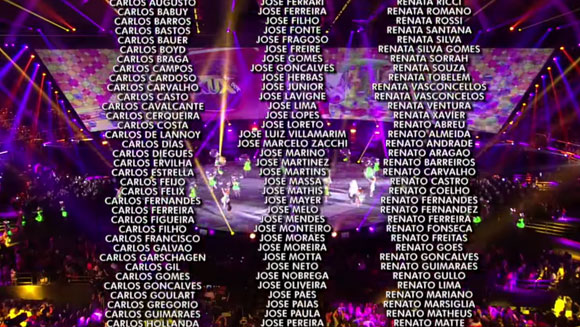 CARLOS AUGUSTO
CARLOS BABUY
CARLOS BARROS
CARLOS BASTOS
CARLOS BAUER
CARLOS BOYD
CARLOS BRAGA
CARLOS CAMPOS
CARLOS CARDOSO
CARLOS CARVALHO
CARLOS CASTO
CARLOS CAVALCANTE
CARLOS CERQUEIRA
CARLOS COSTA
CARLOS DE LANNOY
CARLOS DIAS
CARLOS DIEGUES
CARLOS ERVILHA
CARLOS ESTRELLA
CARLOS FEIJO
CARLOS FELIX
CARLOS FERNANDES
CARLOS FERREIRA
CARLOS FIGUEIRA
CARLOS FILHO
CARLOS FRANCISCO
CARLOS GALVAO
CARLOS GARSCHAGEN
CARLOS GIL
CARLOS GOMES
CARLOS GONCALVES
CARLOS GOULART
CARLOS GREGORIO
CARLOS GUIMARAES
CARLOS HOLLANDA
JOSE FERRARI
JOSE FERREIRA
JOSE FILHO
JOSE FONTE
JOSE FRAGOSO
JOSE FREIRE
JOSE GOMES
JOSE GONCALVES
JOSE HERBAS
JOSE JUNIOR
JOSE LAVIGNE
JOSE LIMA
JOSE LOPES
JOSE LORETO
JOSE LUIZ VILLAMARIM
JOSE MARCELO ZACCHI
JOSE MARINO
JOSE MARTINEZ
JOSE MARTINS
JOSE MASSA
JOSE MATHIS
JOSE MAYER
JOSE MELO
JOSE MENDES
JOSE MONTEIRO
JOSE MORAES
JOSE MOREIRA
JOSE MOTTA
JOSE NETO
JOSE NOBREGA
JOSE OLIVEIRA
JOSE PAES
JOSE PAIAS
JOSE PAULA
JOSE PEREIRA
RENATA RICCI
RENATA ROMANO
RENATA ROSSI
RENATA SANTANA
RENATA SILVA
RENATA SILVA GOMES
RENATA SORRAH
RENATA SOUZA
RENATA TOBELEM
RENATA VASCONCELLOS
RENATA VASCONCELOS
RENATA VENTURA
RENATA XAVIER
RENATO ABREU
RENATO ALMEIDA
RENATO ANDRADE
RENATO ARAGAO
RENATO BARREIROS
RENATO CARVALHO
RENATO CASTRO
RENATO COELHO
RENATO FERNANDES
RENATO FERNANDEZ
RENATO FERREIRA
RENATO FONSECA
RENATO FREITAS
RENATO GOES
RENATO GONCALVES
RENATO GUIMARAES
RENATO GULLO
RENATO LIMA
RENATO MARIANO
RENATO MARSIGLIA
RENATO MATHEUS
RENATO MATTE